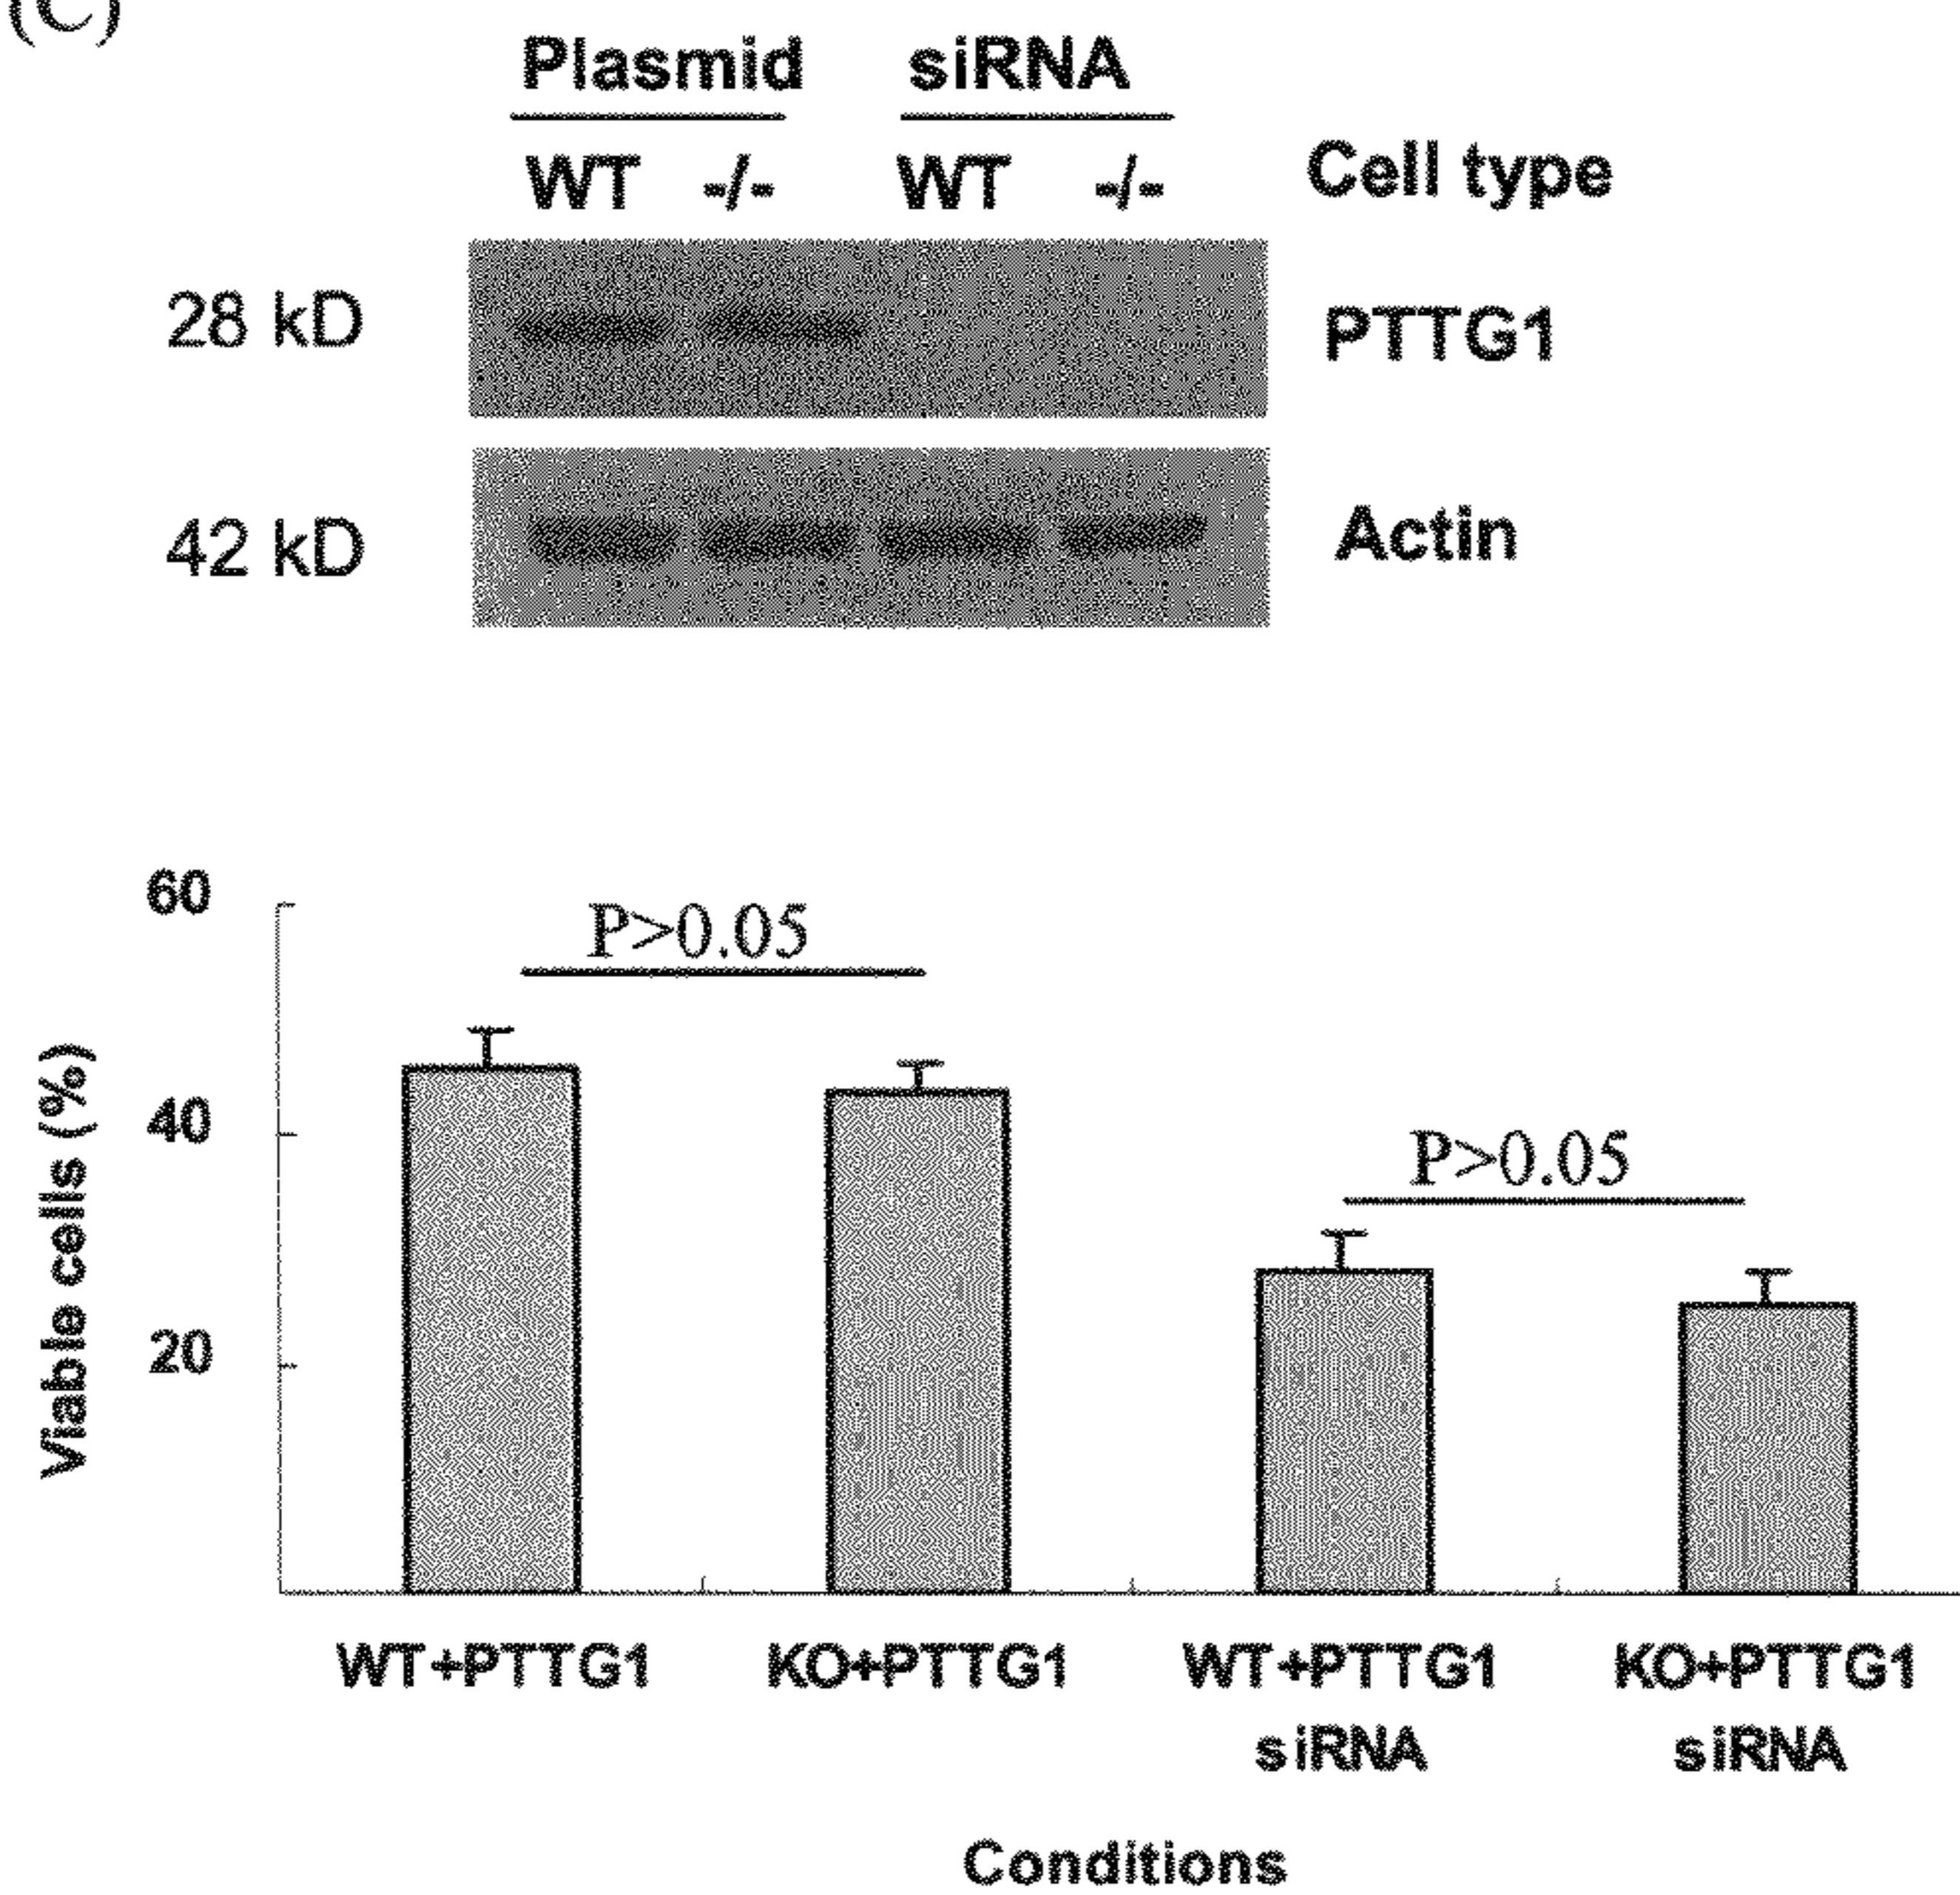 (C)
Plasmid siRNA
WT -/- WT -/- Cell type
28 kD PTTG1
42 kD Actin
60
P>0.05
40
P>0.05
20
Viable cells (%)
WT+PTTG1 KO+PTTG1 WT+PTTG1 KO+PTTG1
siRNA siRNA
Conditions